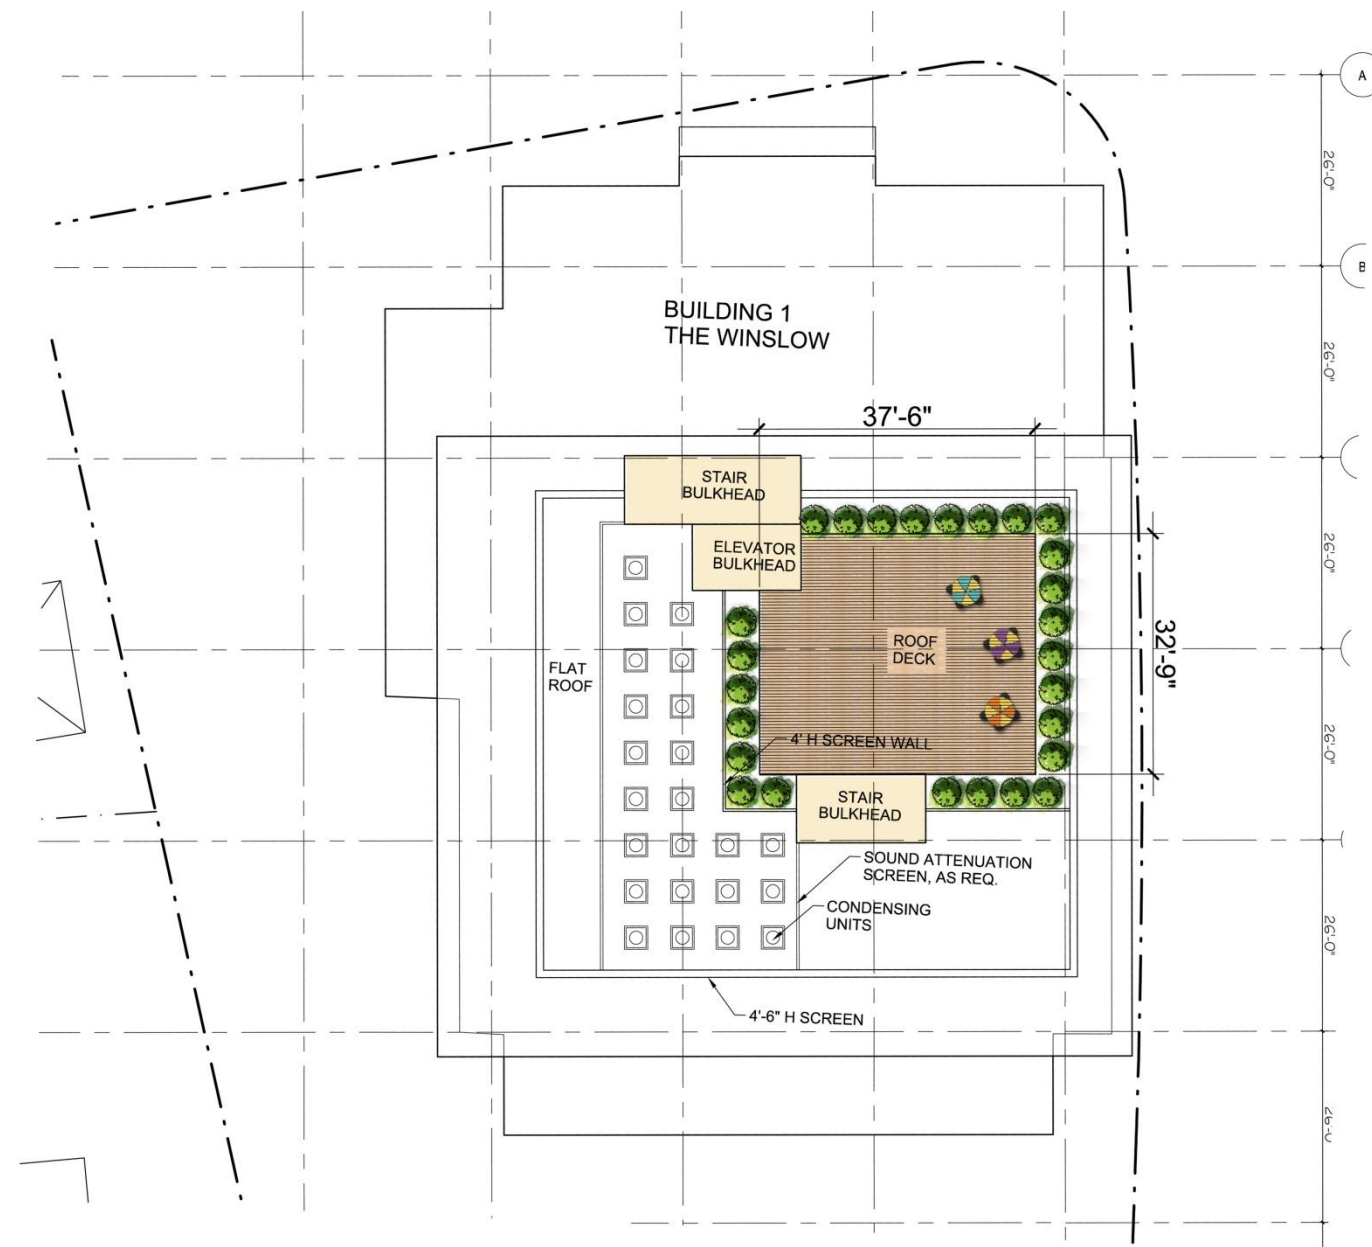 A
26'-0"
B
BUILDING 1
THE WINSLOW
26'-0"
37'-6"
STAIR
BULKHEAD
ELEVATOR
BULKHEAD
26'-0"
ROOF
DECK
32'-9"
FLAT
ROOF
4' H SCREEN WALL
26'-0"
STAIR
BULKHEAD
SOUND ATTENUATION
SCREEN, AS REQ.
CONDENSING
UNITS
26'-0"
4'-6" H SCREEN